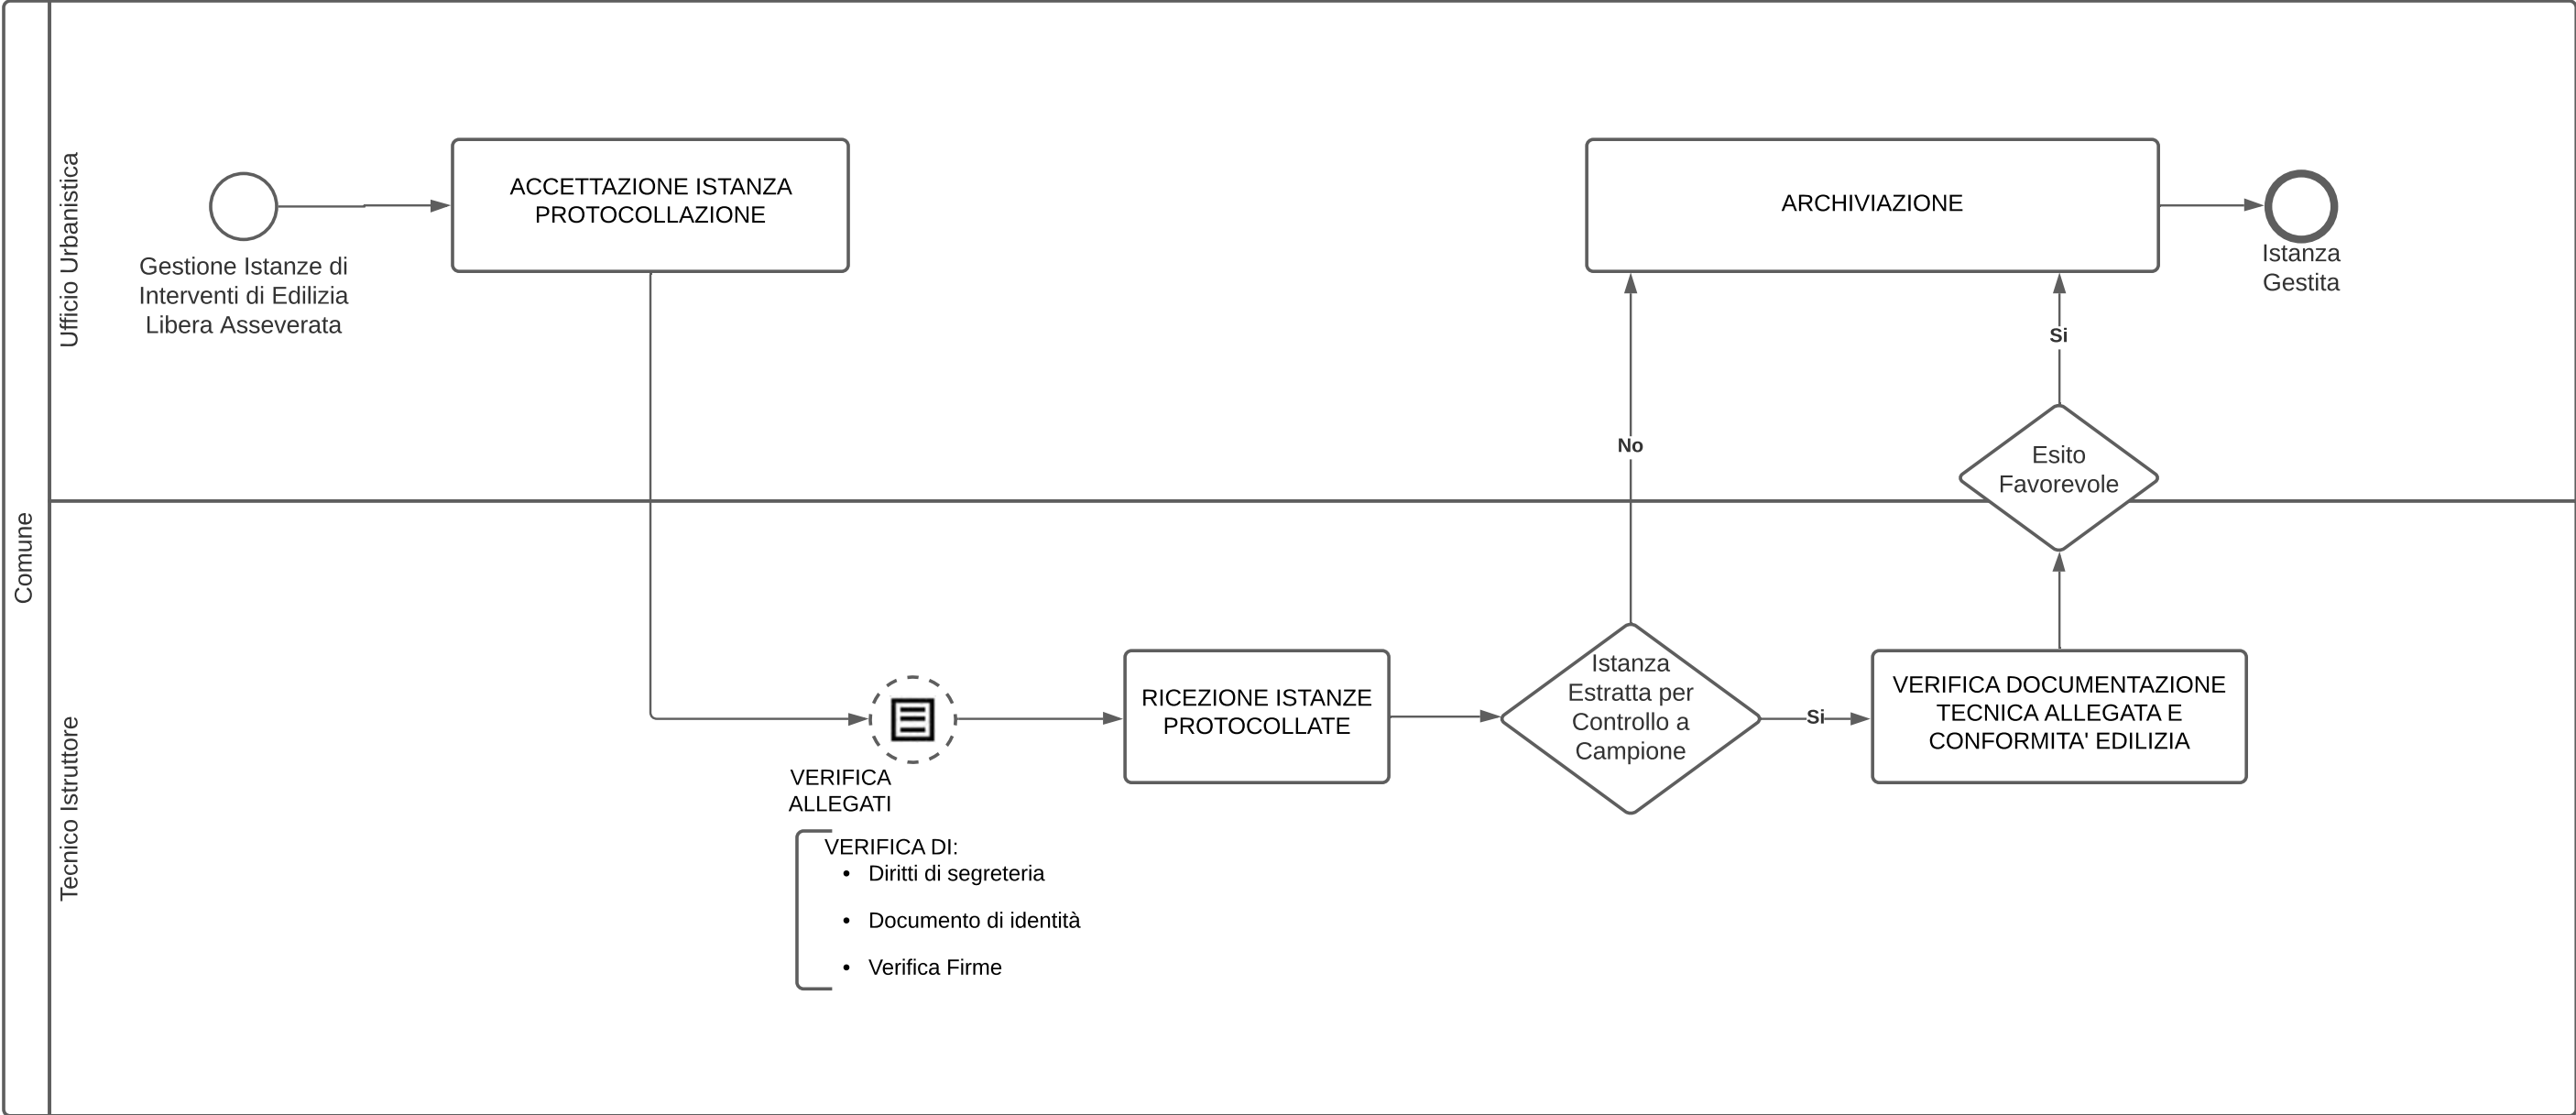 Comune
Ufficio Urbanistica
Gestione Istanze di
Interventi di Edilizia
Libera Asseverata
ACCETTAZIONE ISTANZA
PROTOCOLLAZIONE
ARCHIVIAZIONE
Istanza
Gestita
Si
No
Esito
Favorevole
Tecnico Istruttore
VERIFICA
ALLEGATI
VERIFICA DI:
• Diritti di segreteria
• Documento di identità
• Verifica Firme
RICEZIONE ISTANZE
PROTOCOLLATE
Istanza
Estratta per
Controllo a
Campione
Si
VERIFICA DOCUMENTAZIONE
TECNICA ALLEGATA E
CONFORMITA' EDILIZIA